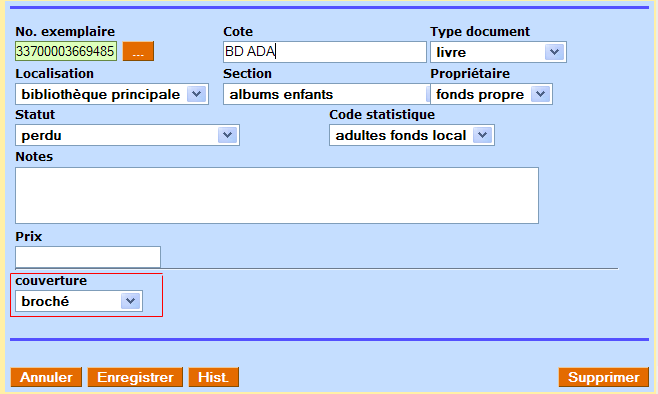 No. exemplaire Cote Type document
33700003669485 ... BD ADA livre
Localisation Section Propriétaire
bibliothèque principale albums enfants fonds propre
Statut Code statistique
perdu adultes fonds local
Notes
Prix
couverture
broché
Annuler Enregistrer Hist. Supprimer